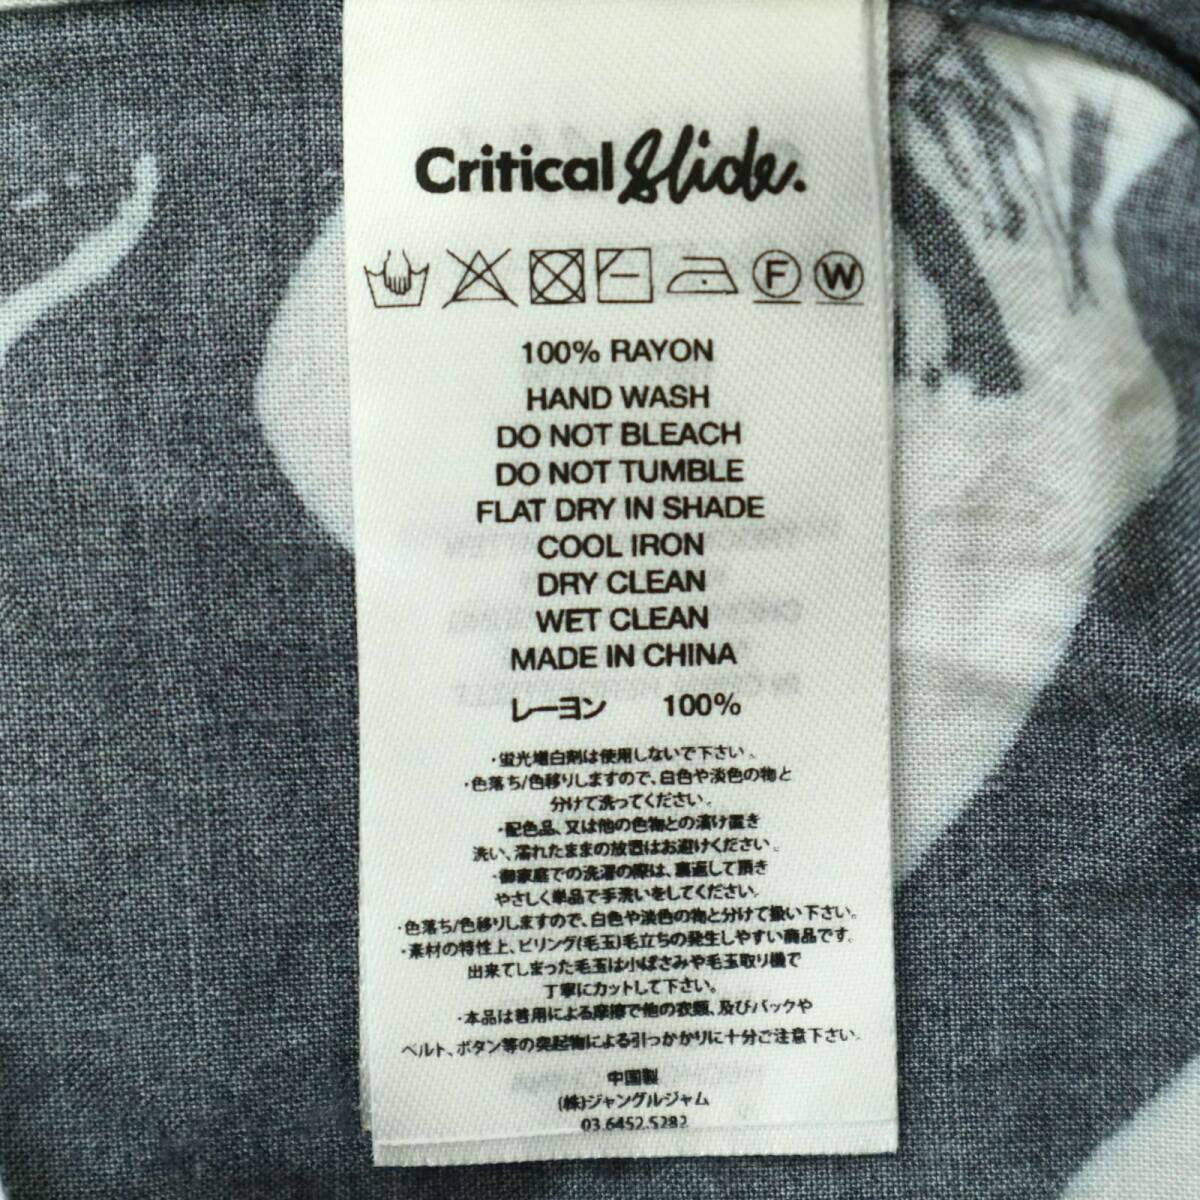 Critical Slide.
F W
100% RAYON
HAND WASH
DO NOT BLEACH
DO NOT TUMBLE
FLAT DRY IN SHADE
COOL IRON
DRY CLEAN
WET CLEAN
MADE IN CHINA
レーヨン 100%
・蛍光増白剤は使用しないで下さい。
・色落ち/色移りしますので、白色や淡色の物と
分けて洗ってください。
・配色品、又は他の色物との漬け置き
洗い、濡れたままの放置はお避けください。
・御家庭での洗濯の際は、裏返して頂き
やさしく単品で手洗いをしてください。
・色落ち/色移りしますので、白色や淡色の物と分けて扱い下さい。
・素材の特性上、ピリング(毛玉)毛立ちの発生しやすい商品です。
出来てしまった毛玉は小ばさみや毛玉取り機で
丁寧にカットして下さい。
・本品は着用による摩擦で他の衣類、及びバックや
ベルト、ボタン等の突起物による引っかかりに十分ご注意下さい。
中国製
(株)ジャングルジャム
03.6452.5282